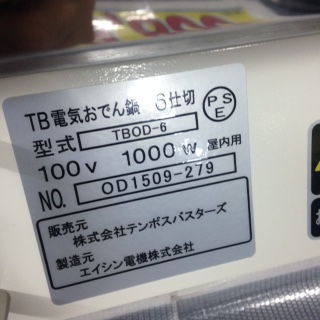 TB電気おでん鍋 6仕切
PSE
型式 TBOD-6
100V 1000W 屋内用
NO. OD1509-279
販売元
株式会社テンポスバスターズ
製造元
エイシン電機株式会社